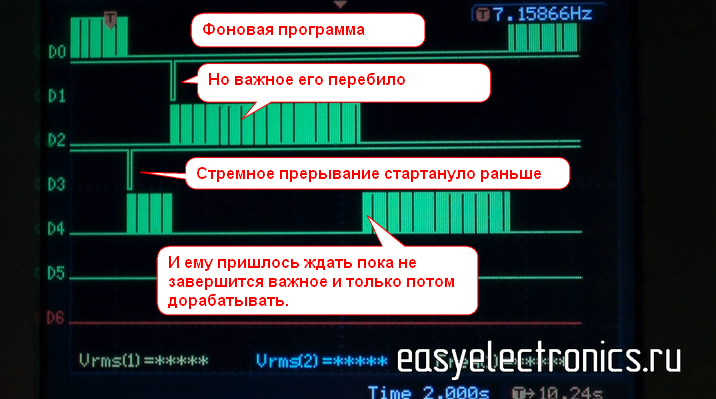 7.15866Hz
Фоновая программа
D0
Но важное его перебило
D1
D2
Стремное прерывание стартануло раньше
D3
D4
И ему пришлось ждать пока не
завершится важное и только потом
дорабатывать.
D5
D6
Vrms(1)=***** Vrms(2)=*****
easyelectronics.ru
Time 2.000s T→10.24s